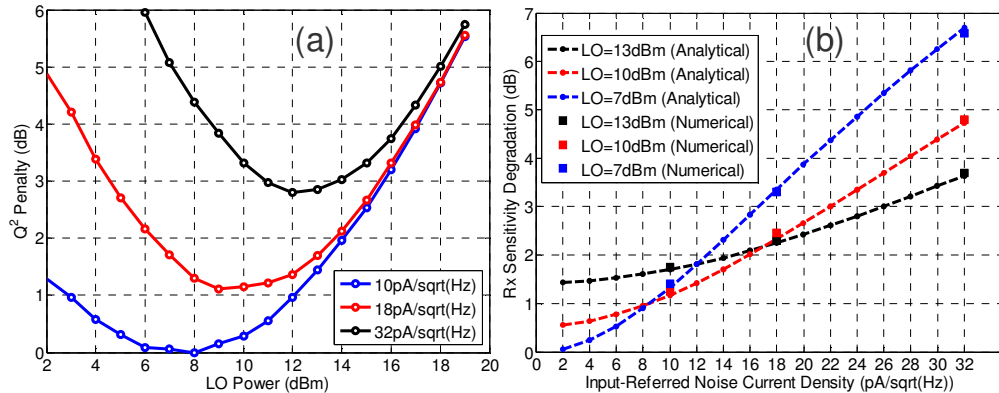 (a)
Q² Penalty (dB)
6
5
4
3
2
1
0
2 4 6 8 10 12 14 16 18 20
LO Power (dBm)
10pA/sqrt(Hz)
18pA/sqrt(Hz)
32pA/sqrt(Hz)
(b)
Rx Sensitivity Degradation (dB)
7
6
5
4
3
2
1
0
0 2 4 6 8 10 12 14 16 18 20 22 24 26 28 30 32
Input-Referred Noise Current Density (pA/sqrt(Hz))
LO=13dBm (Analytical)
LO=10dBm (Analytical)
LO=7dBm (Analytical)
LO=13dBm (Numerical)
LO=10dBm (Numerical)
LO=7dBm (Numerical)